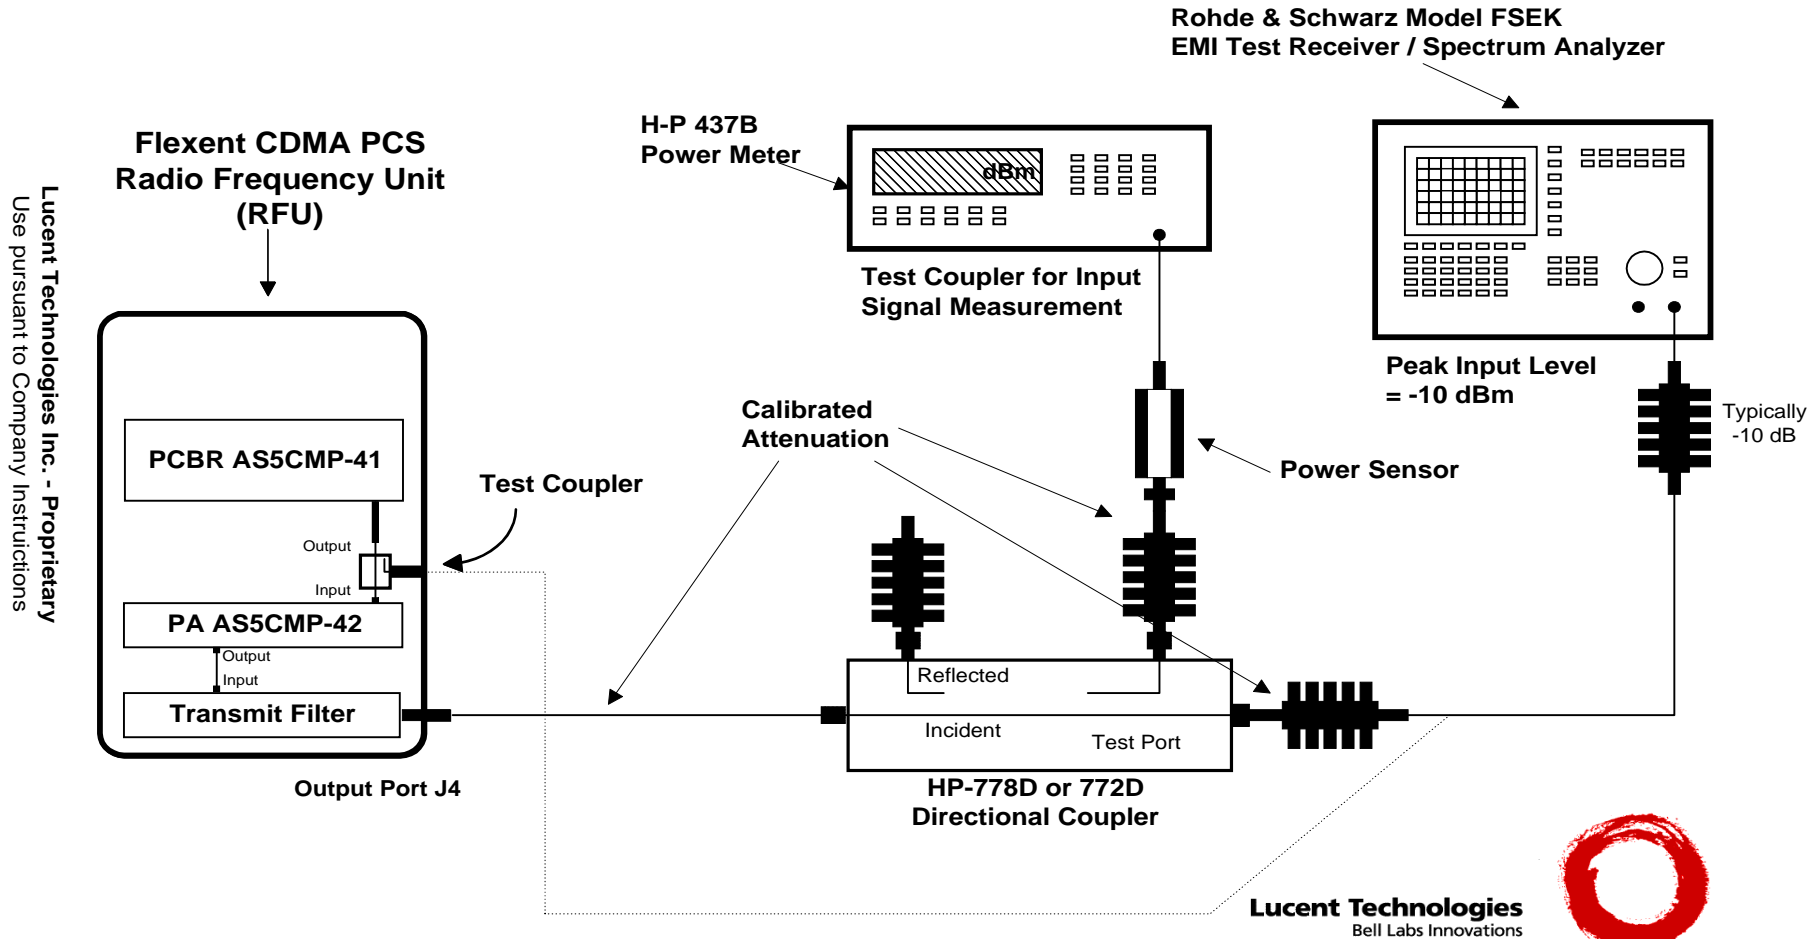 Rohde & Schwarz Model FSEK
EMI Test Receiver / Spectrum Analyzer
H-P 437B
Power Meter
dBm
Flexent CDMA PCS
Radio Frequency Unit
(RFU)
Lucent Technologies Inc. - Proprietary
Use pursuant to Company Instruictions
Test Coupler for Input
Signal Measurement
Peak Input Level
= -10 dBm
Typically
-10 dB
Calibrated
Attenuation
Power Sensor
PCBR AS5CMP-41
Test Coupler
Output
Input
PA AS5CMP-42
Output
Input
Transmit Filter
Reflected
Incident
Test Port
Output Port J4
HP-778D or 772D
Directional Coupler
Lucent Technologies
Bell Labs Innovations